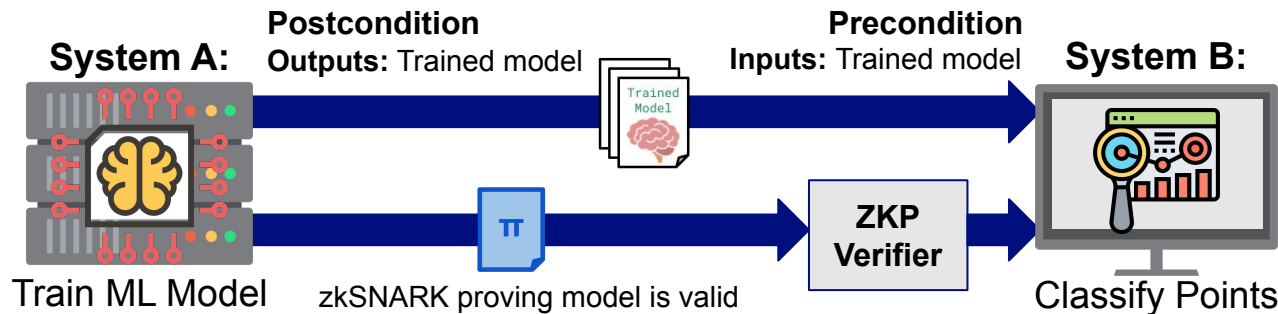 System A:
Postcondition
Outputs: Trained model
Precondition
Inputs: Trained model
System B:
Trained
Model
π
ZKP
Verifier
Train ML Model
zkSNARK proving model is valid
Classify Points